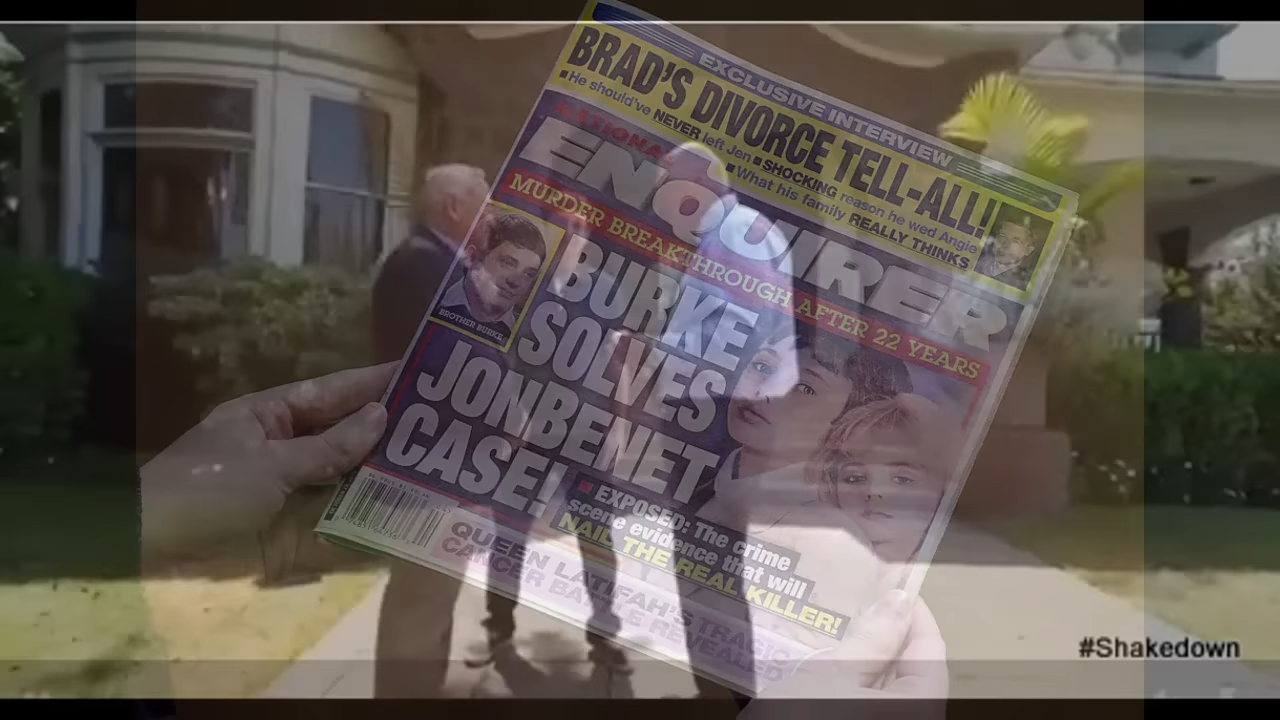 EXCLUSIVE INTERVIEW
BRAD'S DIVORCE TELL-ALL!
▪He should've NEVER left Jen ▪SHOCKING reason he wed Angie
▪What his family REALLY THINKS
NATIONAL
ENQUIRER
MURDER BREAKTHROUGH AFTER 22 YEARS
BROTHER BURKE
BURKE
SOLVES
JONBENET
CASE!
▪ EXPOSED: The crime
scene evidence that will
NAIL THE REAL KILLER!
QUEEN LATIFAH'S TRAGIC
CANCER BATTLE REVEALED
#Shakedown